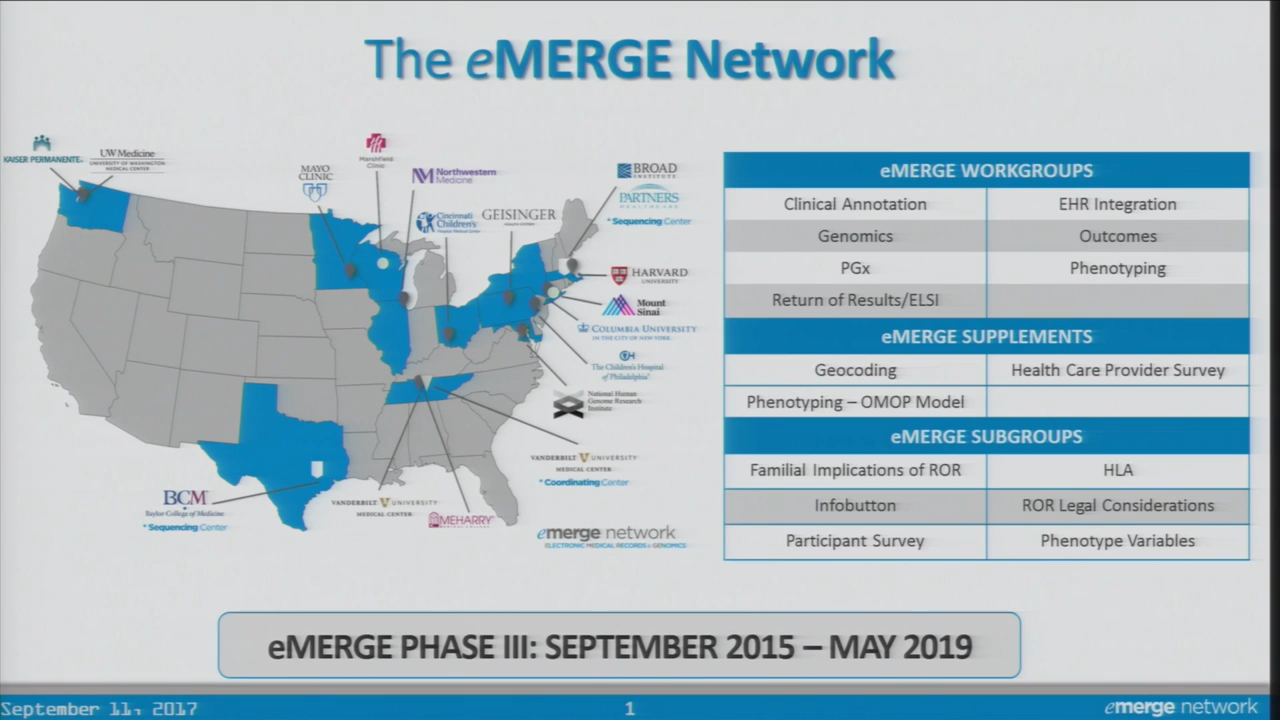 The eMERGE Network
KAISER PERMANENTE
UW Medicine
UNIVERSITY OF WASHINGTON
MEDICAL CENTER
MAYO
CLINIC
Marshfield
Clinic
Northwestern
Medicine
Cincinnati
Children's
GEISINGER
BROAD
INSTITUTE
PARTNERS
HEALTHCARE
* Sequencing Center
HARVARD
UNIVERSITY
Mount
Sinai
COLUMBIA UNIVERSITY
IN THE CITY OF NEW YORK
The Children's Hospital
of Philadelphia
National Human
Genome Research
Institute
VANDERBILT V UNIVERSITY
MEDICAL CENTER
* Coordinating Center
BCM
Baylor College of Medicine
* Sequencing Center
VANDERBILT V UNIVERSITY
MEDICAL CENTER
MEHARRY
emerge network
ELECTRONIC MEDICAL RECORDS & GENOMICS
eMERGE WORKGROUPS
Clinical Annotation EHR Integration
Genomics Outcomes
PGx Phenotyping
Return of Results/ELSI
eMERGE SUPPLEMENTS
Geocoding Health Care Provider Survey
Phenotyping – OMOP Model
eMERGE SUBGROUPS
Familial Implications of ROR HLA
Infobutton ROR Legal Considerations
Participant Survey Phenotype Variables
eMERGE PHASE III: SEPTEMBER 2015 – MAY 2019
September 11, 2017 1 emerge network